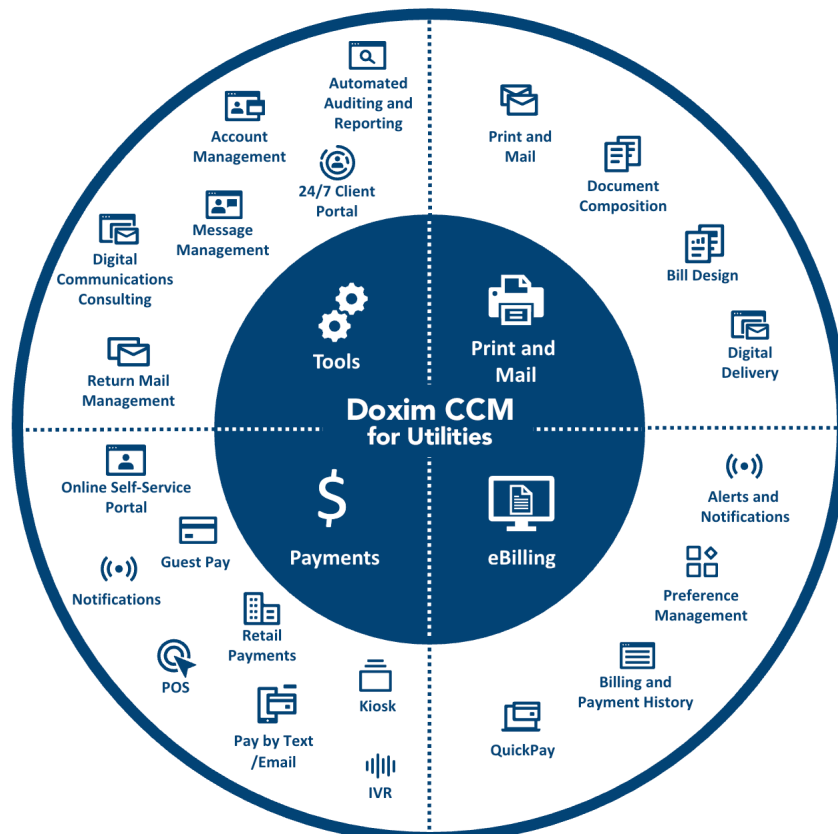 Automated
Auditing and
Reporting
Account
Management
24/7 Client
Portal
Message
Management
Digital
Communications
Consulting
Return Mail
Management
Tools
Print and
Mail
Document
Composition
Bill Design
Digital
Delivery
Print and
Mail
Doxim CCM
for Utilities
Online Self-Service
Portal
Guest Pay
Notifications
Retail
Payments
POS
Kiosk
Pay by Text
/Email
IVR
$
Payments
eBilling
Alerts and
Notifications
Preference
Management
Billing and
Payment History
QuickPay